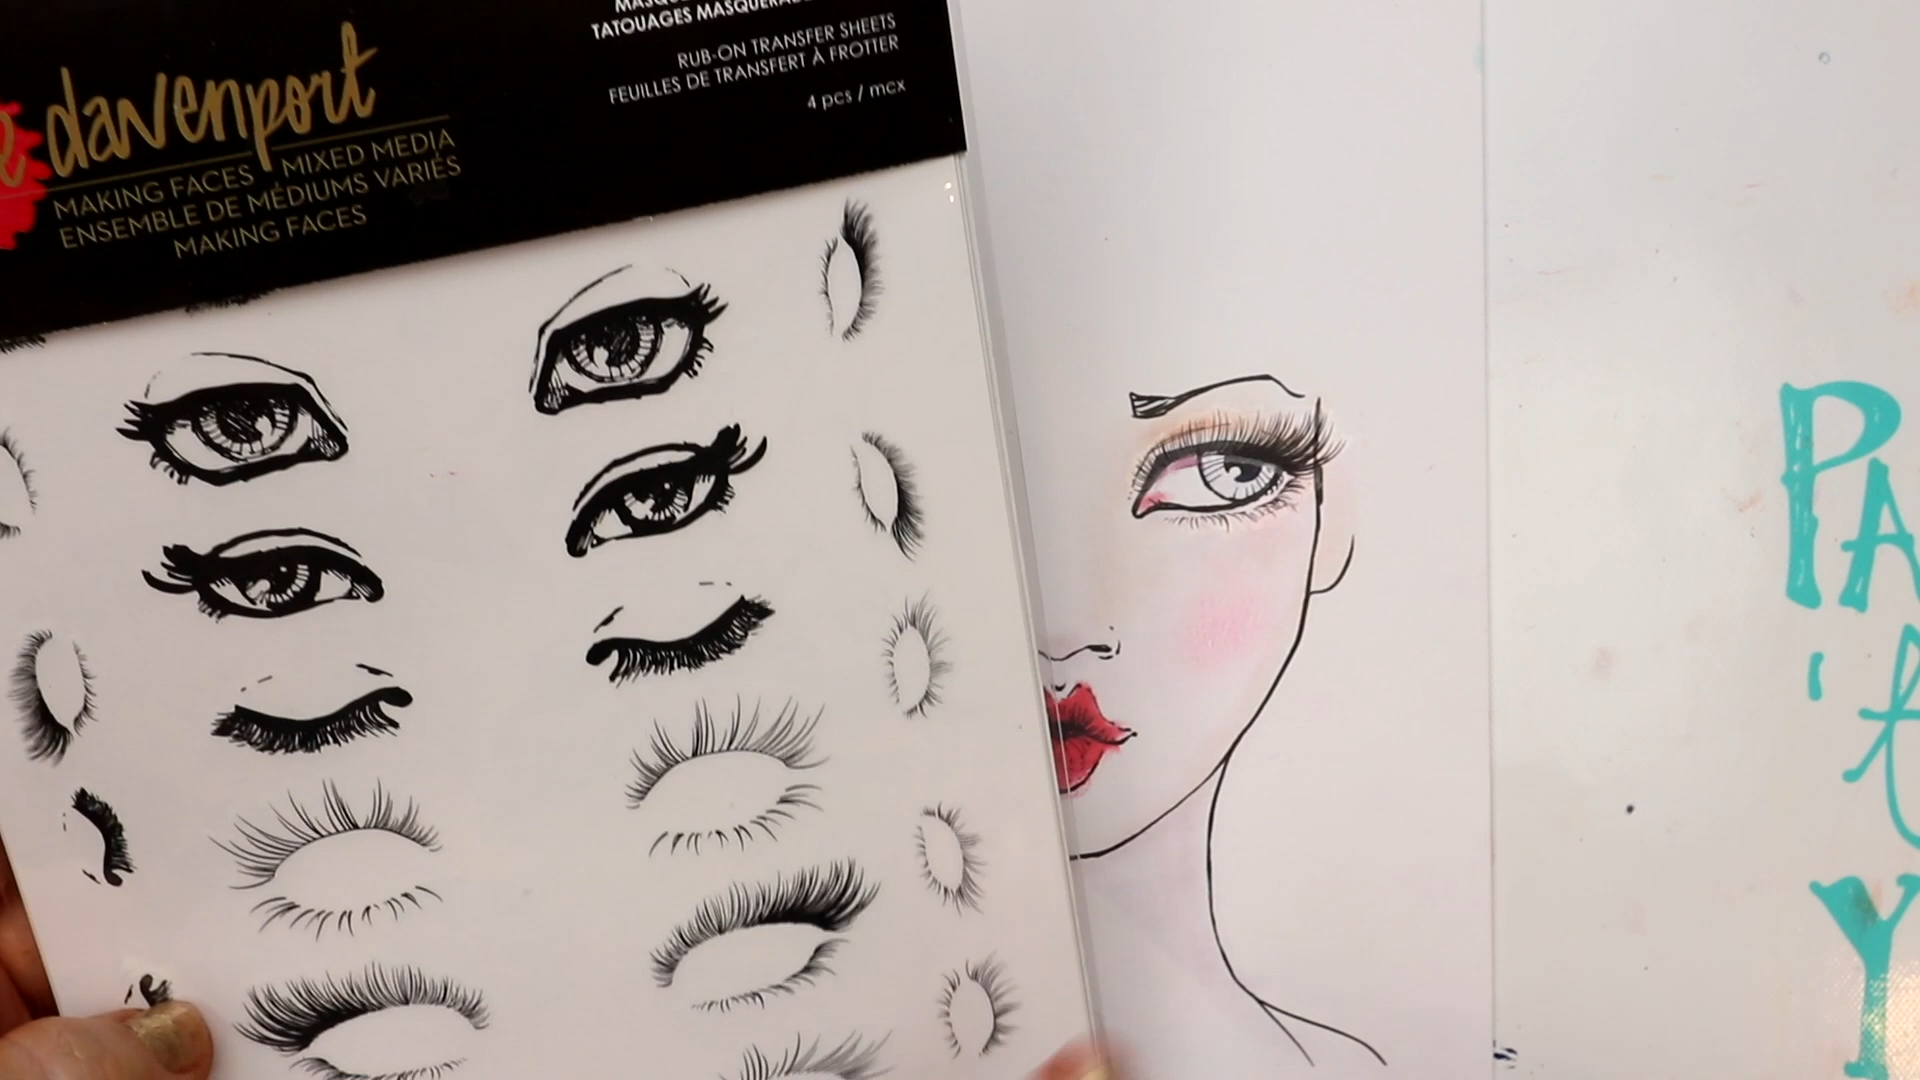 TATOUAGES
RUB-ON TRANSFER SHEETS
FEUILLES DE TRANSFERT À FROTTER
4 pcs / mcx
davenport
MAKING FACES MIXED MEDIA
ENSEMBLE DE MÉDIUMS VARIÉS
MAKING FACES
PA
't
Y